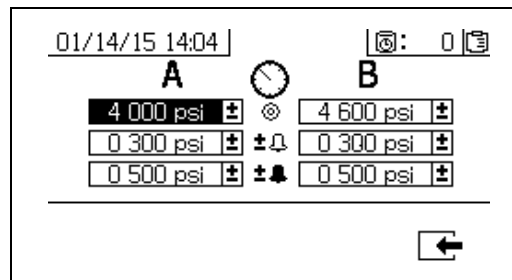 01/14/15 14:04 : 0
A B
4 000 psi ± 4 600 psi ±
0 300 psi ± ± 0 300 psi ±
0 500 psi ± ± 0 500 psi ±